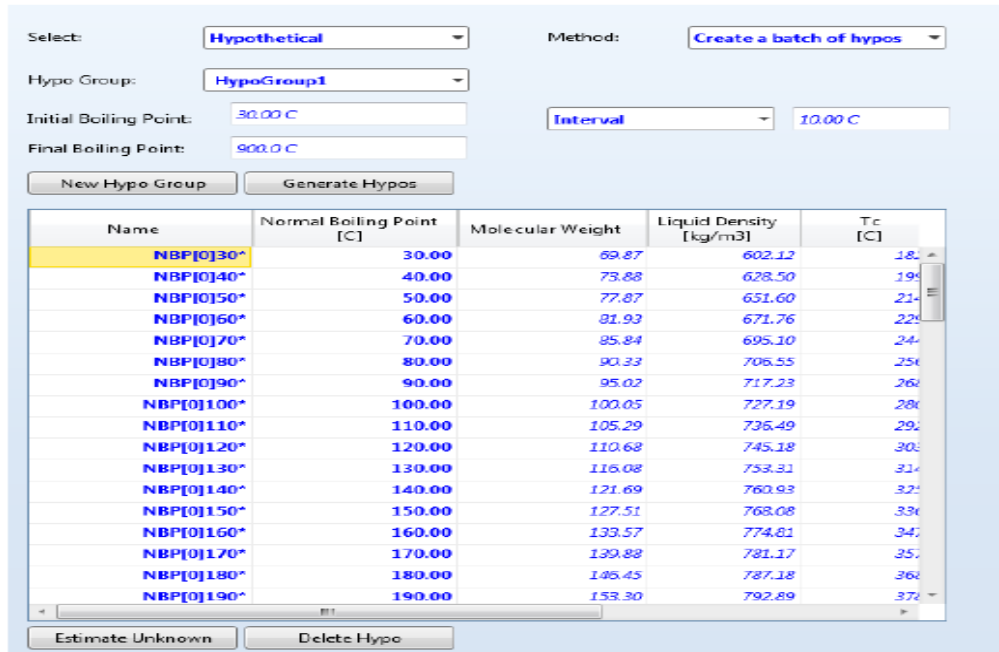 Select: Hypothetical Method: Create a batch of hypos
Hypo Group: HypoGroup1
Initial Boiling Point: 30.00 C Interval 10.00 C
Final Boiling Point: 900.0 C
New Hypo Group Generate Hypos
Name Normal Boiling Point [C] Molecular Weight Liquid Density [kg/m3] Tc [C]
NBP[0]30* 30.00 69.87 602.12
NBP[0]40* 40.00 73.88 628.50
NBP[0]50* 50.00 77.87 651.60
NBP[0]60* 60.00 81.93 671.76
NBP[0]70* 70.00 85.84 695.10
NBP[0]80* 80.00 90.33 706.55
NBP[0]90* 90.00 95.02 717.23
NBP[0]100* 100.00 100.05 727.19
NBP[0]110* 110.00 105.29 736.49
NBP[0]120* 120.00 110.68 745.18
NBP[0]130* 130.00 116.08 753.31
NBP[0]140* 140.00 121.69 760.93
NBP[0]150* 150.00 127.51 768.08
NBP[0]160* 160.00 133.57 774.81
NBP[0]170* 170.00 139.88 781.17
NBP[0]180* 180.00 146.45 787.18
NBP[0]190* 190.00 153.30 792.89
Estimate Unknown Delete Hypo